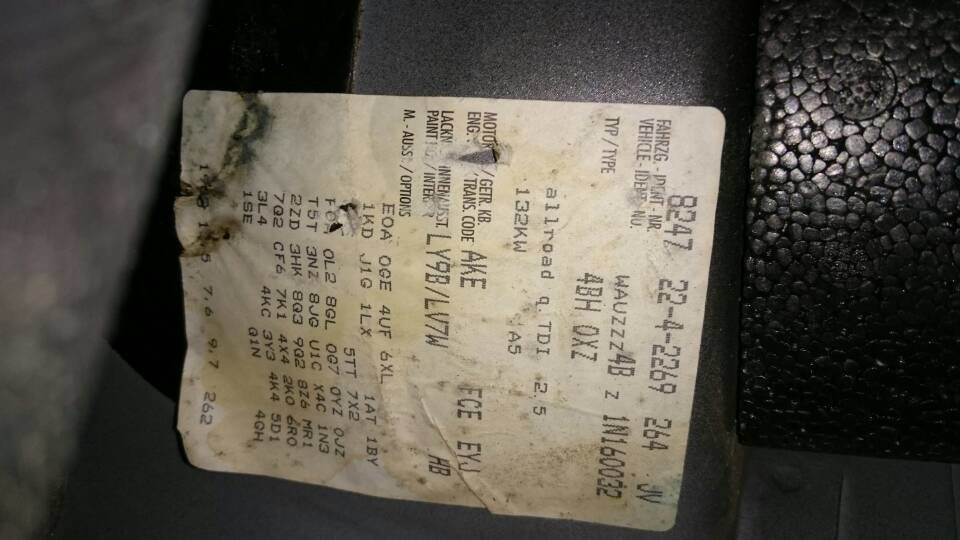 8247 22-4-2269 264 JV
FAHRZG.-IDENT-NR.
VEHICLE-IDENT-NO.
WAUZZZ4B Z 1N160032
TYP/TYPE
4BH 0XZ
allroad q. TDI 2.5
132KW A5
MOTOR /GETR.KB.
ENG. / TRANS. CODE
AKE FCE EYJ
LACKN INNENAUSST.
PAINT / INTER.
LY9B/LV7W HB
M.-AUSS./OPTIONS
E0A 0GE 4UF 6XL
5TT 1AT 1BY
1KD J1G 1LX 7X2
0L2 8GL 0G7 0YZ 0JZ
T5T 3NZ 8JG U1C X4C 1N3
2ZD 3HK 8Q3 9Q2 8Z6 MR1
7Q2 CF6 7K1 4X4 2K0 6R0
3L4 4KC 3Y3 4K4 5D1
1SE Q1N 4GH
7,6 9,7 262